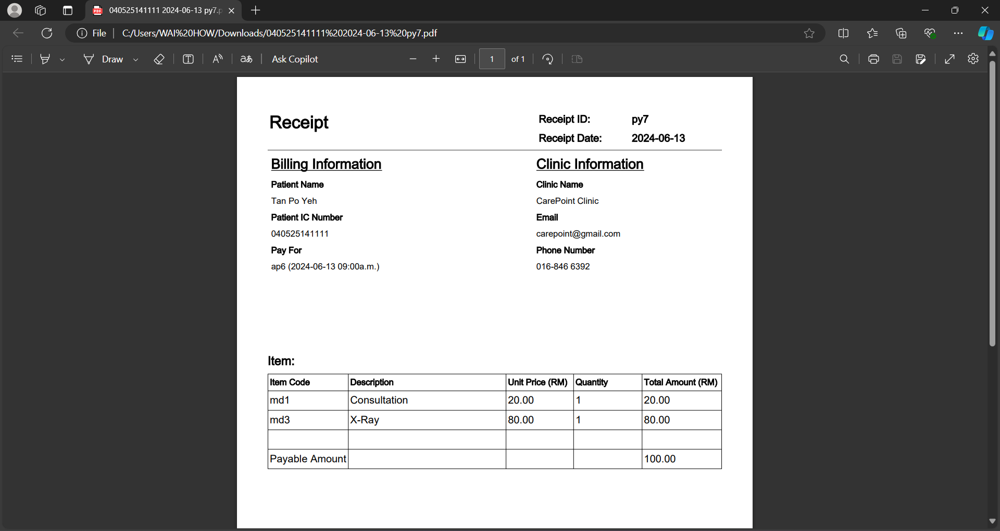 040525141111 2024-06-13 py7.p
File
C:/Users/WAI%20HOW/Downloads/040525141111%202024-06-13%20py7.pdf
Draw
aあ
Ask Copilot
1 of 1
Receipt
Receipt ID: py7
Receipt Date: 2024-06-13
Billing Information
Patient Name
Tan Po Yeh
Patient IC Number
040525141111
Pay For
ap6 (2024-06-13 09:00a.m.)
Clinic Information
Clinic Name
CarePoint Clinic
Email
carepoint@gmail.com
Phone Number
016-846 6392
Item:
Item Code Description Unit Price (RM) Quantity Total Amount (RM)
md1 Consultation 20.00 1 20.00
md3 X-Ray 80.00 1 80.00
Payable Amount 100.00